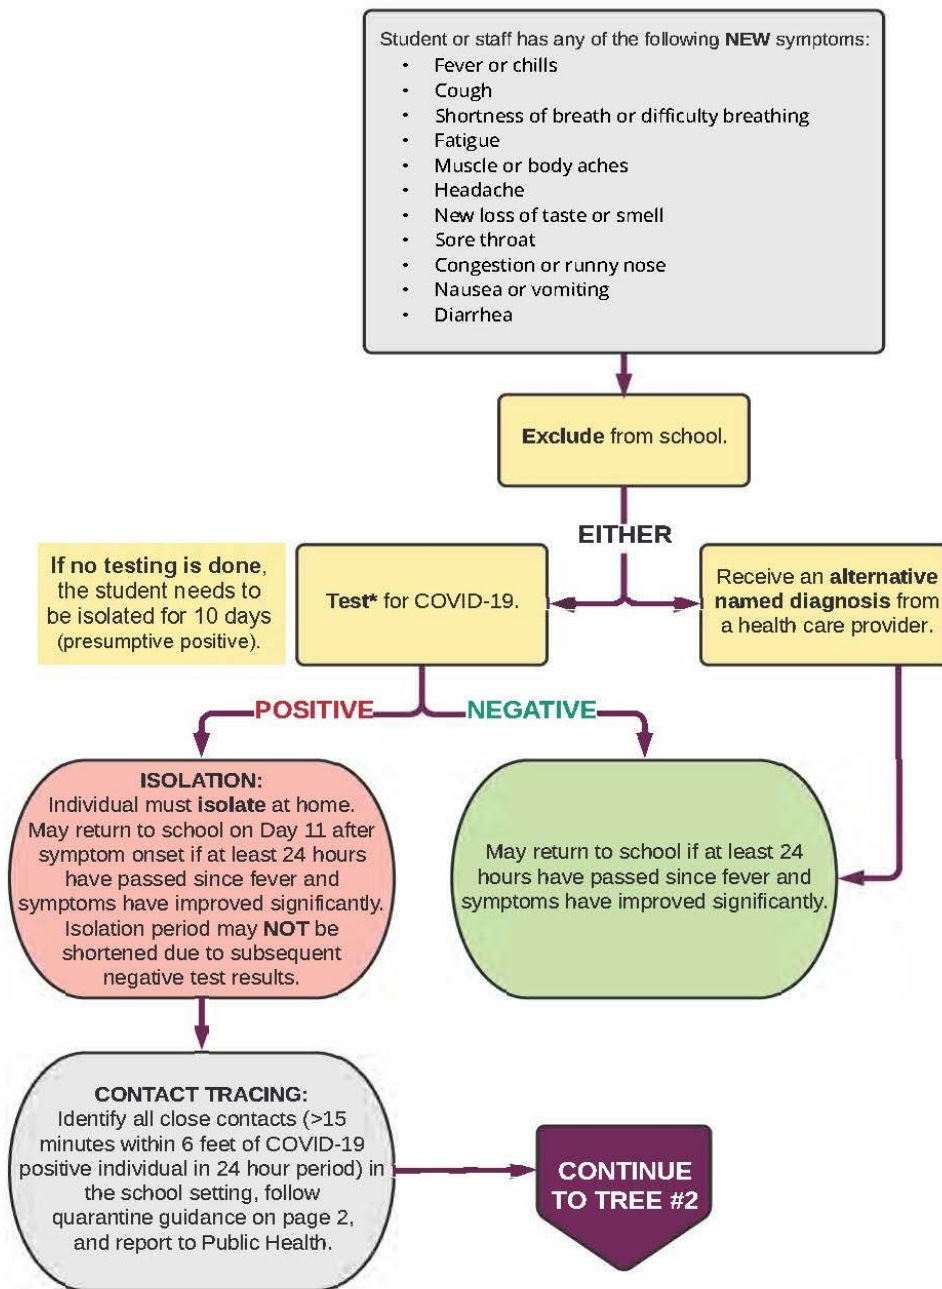 Student or staff has any of the following NEW symptoms:
• Fever or chills
• Cough
• Shortness of breath or difficulty breathing
• Fatigue
• Muscle or body aches
• Headache
• New loss of taste or smell
• Sore throat
• Congestion or runny nose
• Nausea or vomiting
• Diarrhea
Exclude from school.
EITHER
If no testing is done,
the student needs to
be isolated for 10 days
(presumptive positive).
Test* for COVID-19.
Receive an alternative
named diagnosis from
a health care provider.
POSITIVE
NEGATIVE
ISOLATION:
Individual must isolate at home.
May return to school on Day 11 after
symptom onset if at least 24 hours
have passed since fever and
symptoms have improved significantly.
Isolation period may NOT be
shortened due to subsequent
negative test results.
May return to school if at least 24
hours have passed since fever and
symptoms have improved significantly.
CONTACT TRACING:
Identify all close contacts (>15
minutes within 6 feet of COVID-19
positive individual in 24 hour period) in
the school setting, follow
quarantine guidance on page 2,
and report to Public Health.
CONTINUE
TO TREE #2